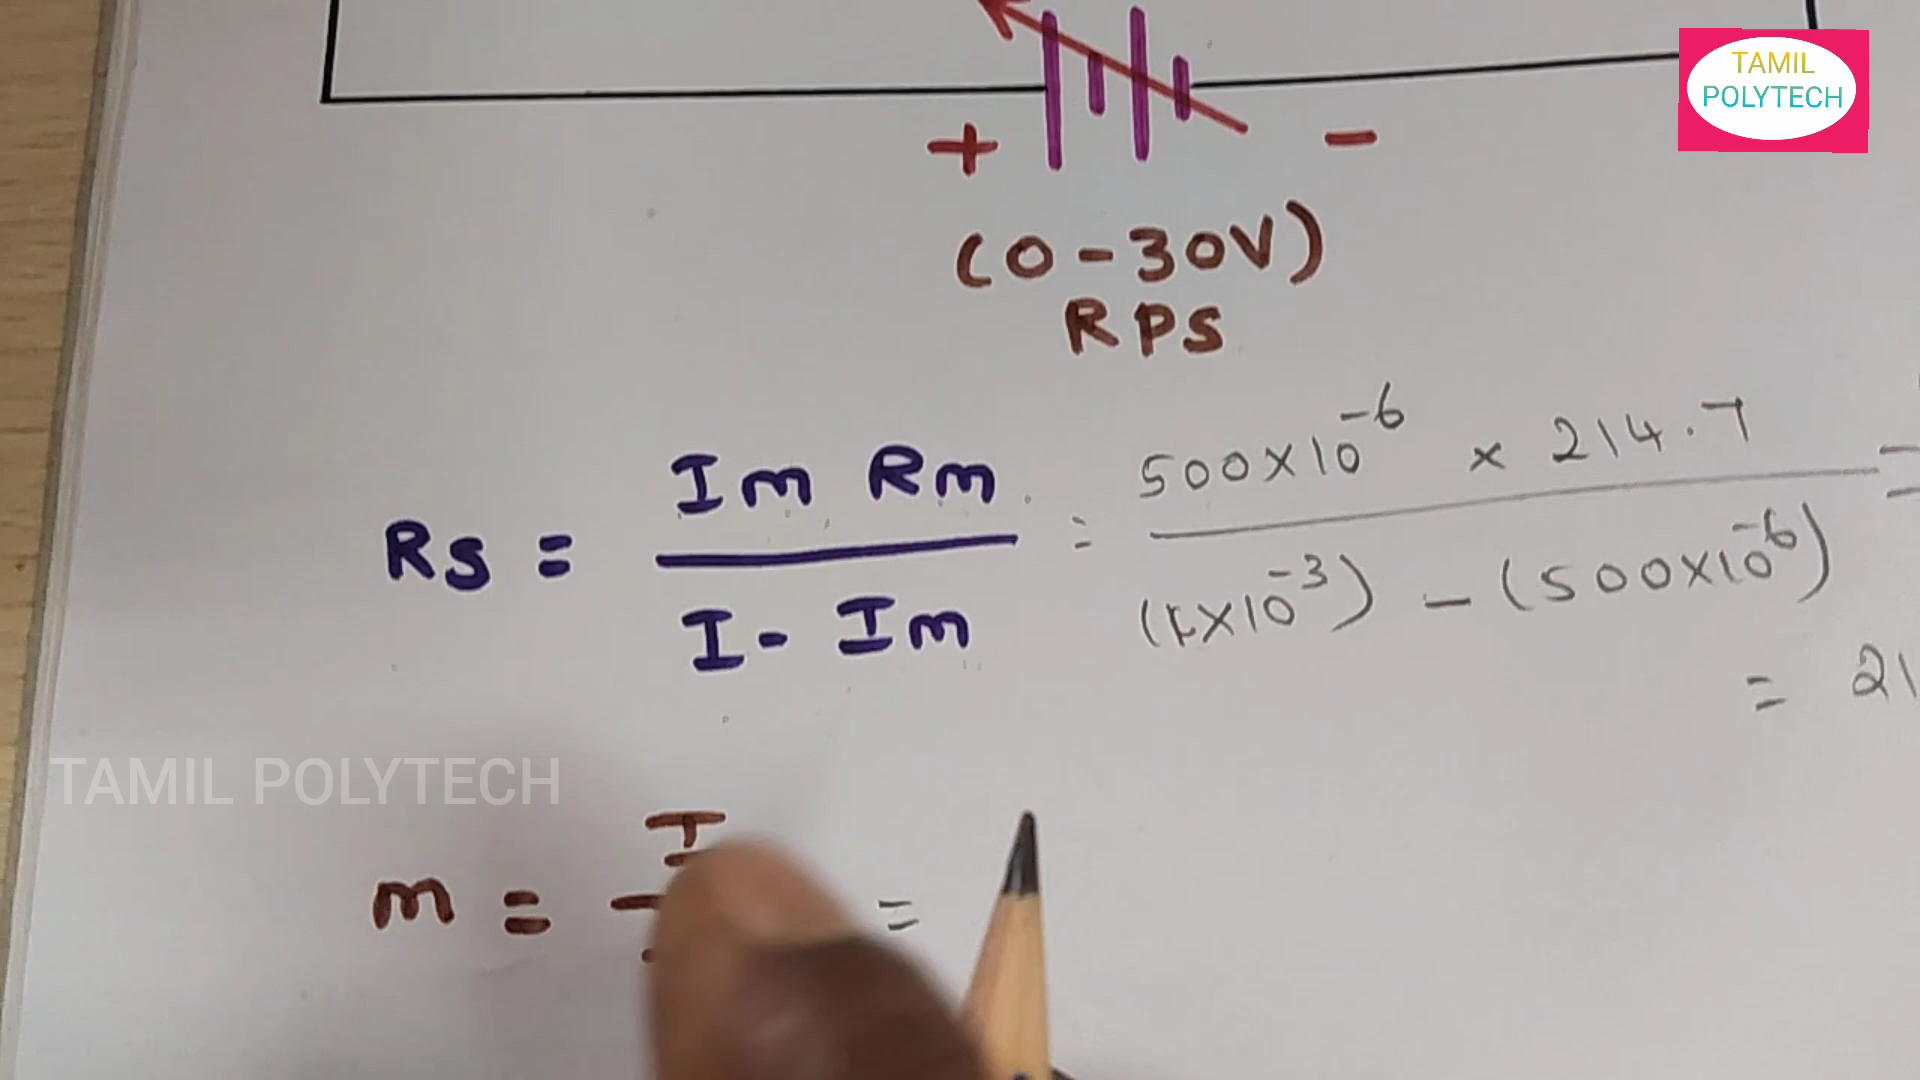 TAMIL
POLYTECH
+ -
(0-30V)
RPS
Rs = Im Rm / I - Im = 500×10⁻⁶ × 214.7 / (1×10⁻³) - (500×10⁻⁶) =
= 21
TAMIL POLYTECH
m = I =